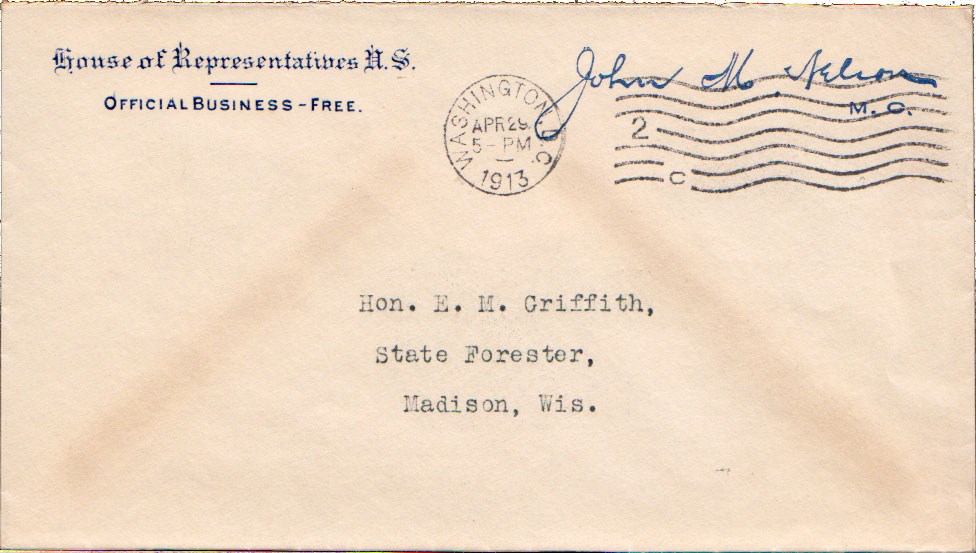 House of Representatives U.S.
OFFICIAL BUSINESS - FREE.
John M. Nelson
M. C.
WASHINGTON, D.C.
APR 29
5 - PM
1913
2
C
Hon. E. M. Griffith,
State Forester,
Madison, Wis.